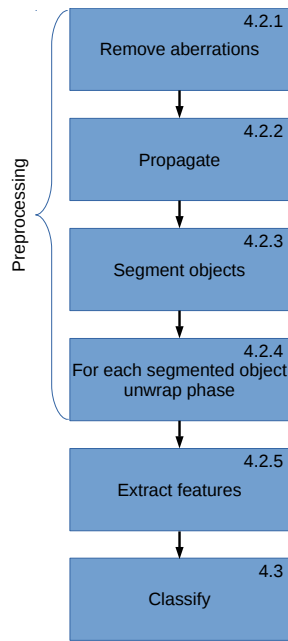 4.2.1
Remove aberrations
4.2.2
Propagate
Preprocessing
4.2.3
Segment objects
4.2.4
For each segmented object
unwrap phase
4.2.5
Extract features
4.3
Classify